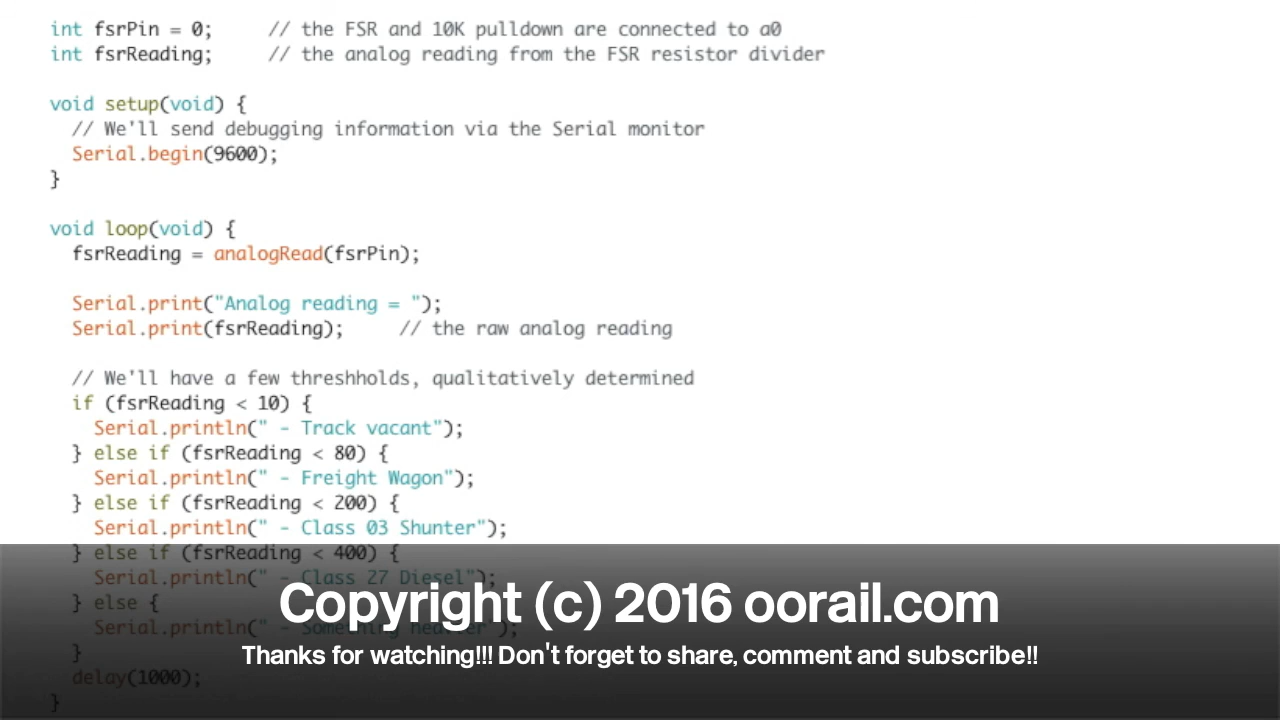 int fsrPin = 0;     // the FSR and 10K pulldown are connected to a0
int fsrReading;     // the analog reading from the FSR resistor divider
void setup(void) {
  // We'll send debugging information via the Serial monitor
  Serial.begin(9600);
}
void loop(void) {
  fsrReading = analogRead(fsrPin);
  Serial.print("Analog reading = ");
  Serial.print(fsrReading);     // the raw analog reading
  // We'll have a few threshholds, qualitatively determined
  if (fsrReading < 10) {
    Serial.println(" - Track vacant");
  } else if (fsrReading < 80) {
    Serial.println(" - Freight Wagon");
  } else if (fsrReading < 200) {
    Serial.println(" - Class 03 Shunter");
  } else if (fsrReading < 400) {
    Serial.println(" - Class 27 Diesel");
  } else {
    Serial.println(" - Something heavier");
  }
  delay(1000);
}
Copyright (c) 2016 oorail.com
Thanks for watching!!! Don't forget to share, comment and subscribe!!